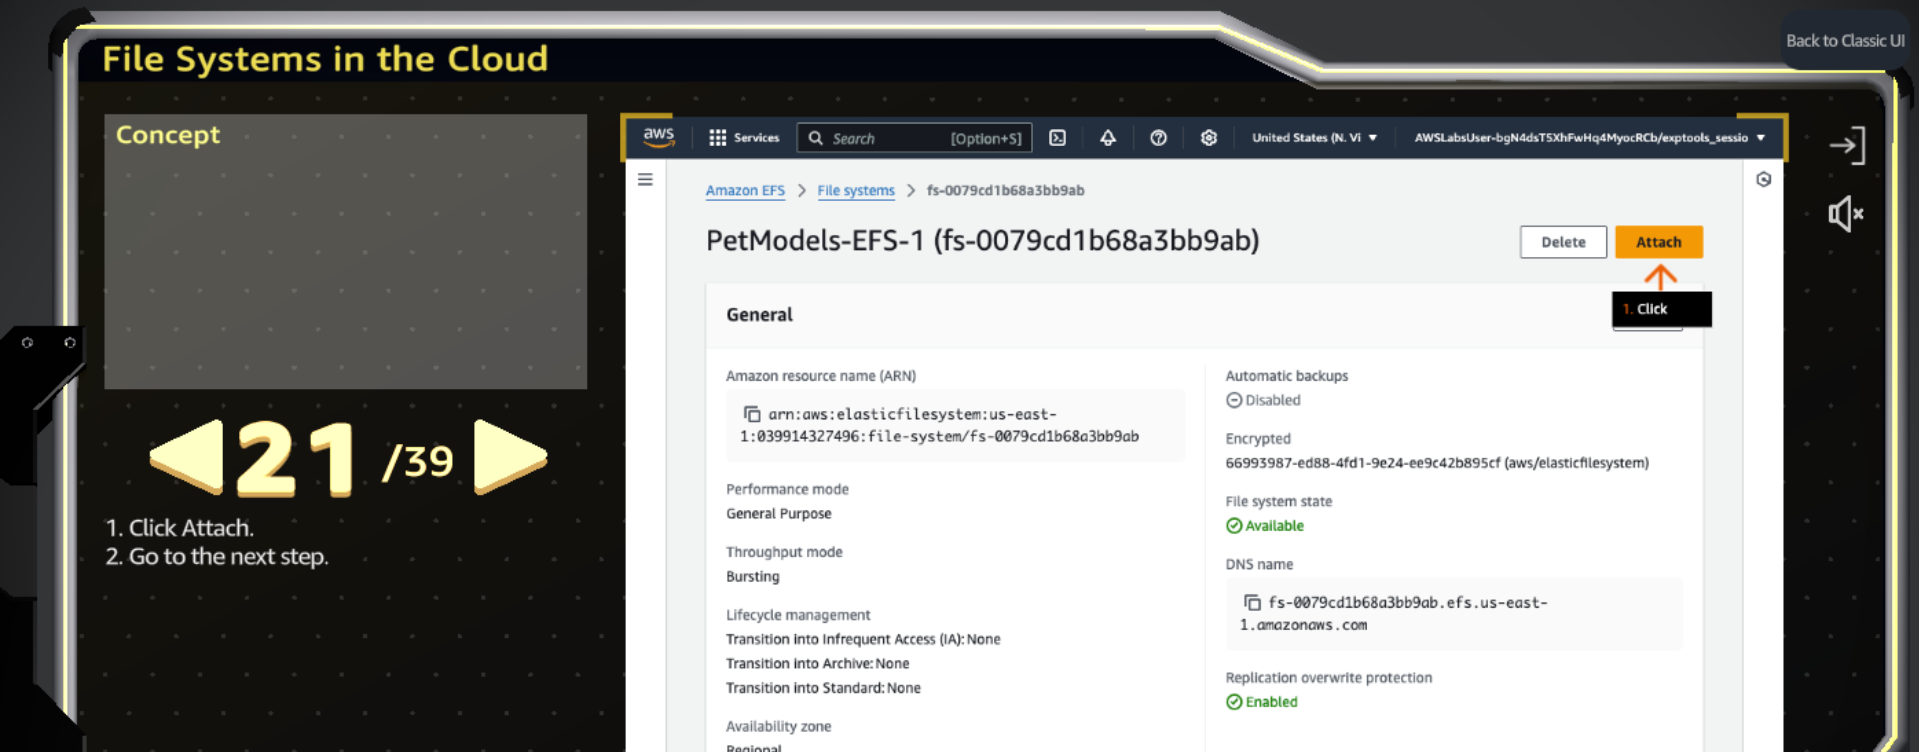 Back to Classic UI
File Systems in the Cloud
Concept
21 /39
1. Click Attach.
2. Go to the next step.
aws Services Search [Option+S] United States (N. Vi AWSLabsUser-bgN4dsT5XhFwHq4MyocRCb/exptools_sessio
Amazon EFS > File systems > fs-0079cd1b68a3bb9ab
PetModels-EFS-1 (fs-0079cd1b68a3bb9ab)
Delete Attach
1. Click
General
Amazon resource name (ARN)
arn:aws:elasticfilesystem:us-east-
1:039914327496:file-system/fs-0079cd1b68a3bb9ab
Performance mode
General Purpose
Throughput mode
Bursting
Lifecycle management
Transition into Infrequent Access (IA): None
Transition into Archive: None
Transition into Standard: None
Availability zone
Regional
Automatic backups
Disabled
Encrypted
66993987-ed88-4fd1-9e24-ee9c42b895cf (aws/elasticfilesystem)
File system state
Available
DNS name
fs-0079cd1b68a3bb9ab.efs.us-east-
1.amazonaws.com
Replication overwrite protection
Enabled